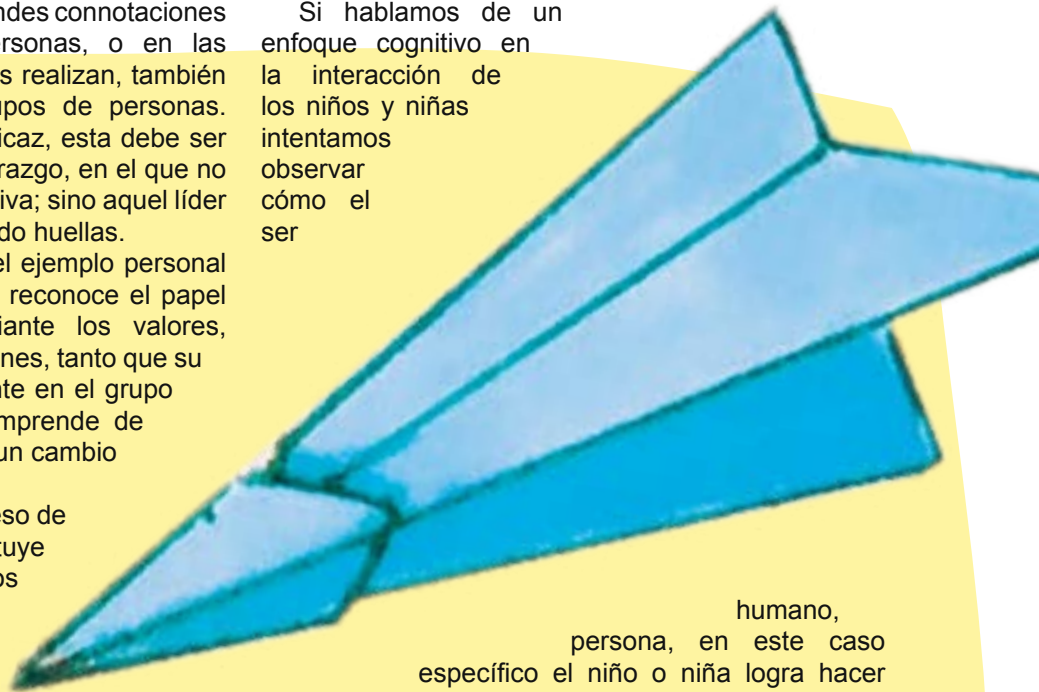 ndes connotaciones
ersonas, o en las
s realizan, también
upos de personas.
icaz, esta debe ser
razgo, en el que no
iva; sino aquel líder
do huellas.
el ejemplo personal
reconoce el papel
iante los valores,
nes, tanto que su
te en el grupo
mprende de
un cambio
eso de
tuye
os
Si hablamos de un
enfoque cognitivo en
la interacción de
los niños y niñas
intentamos
observar
cómo el
ser
humano,
persona, en este caso
específico el niño o niña logra hacer